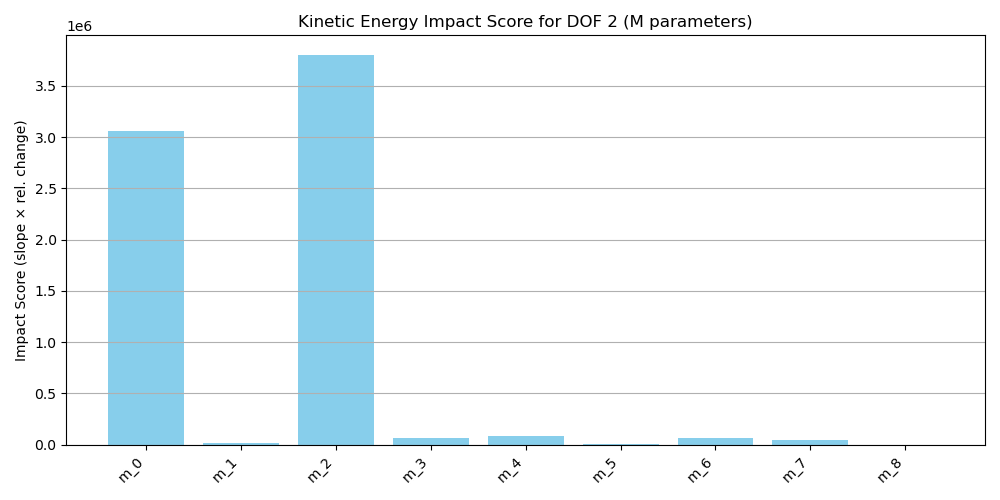 Kinetic Energy Impact Score for DOF 2 (M parameters)
1e6
Impact Score (slope × rel. change)
3.5
3.0
2.5
2.0
1.5
1.0
0.5
0.0
m_0
m_1
m_2
m_3
m_4
m_5
m_6
m_7
m_8